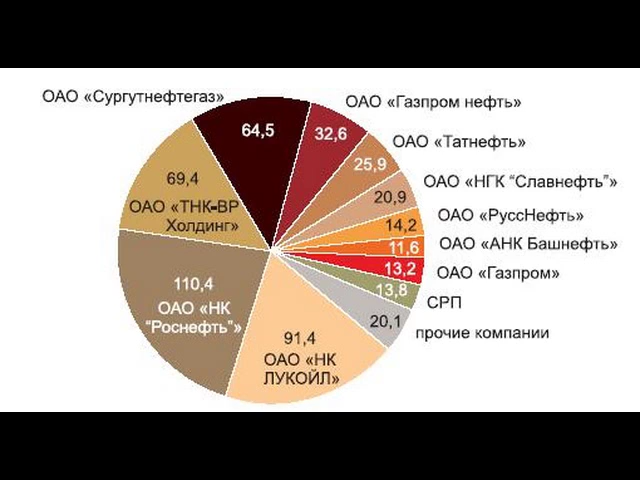 ОАО «Сургутнефтегаз»
64,5
ОАО «Газпром нефть»
32,6
ОАО «Татнефть»
25,9
ОАО «НГК “Славнефть”»
20,9
ОАО «РуссНефть»
14,2
ОАО «АНК Башнефть»
11,6
ОАО «Газпром»
13,2
СРП
13,8
прочие компании
20,1
91,4
ОАО «НК
ЛУКОЙЛ»
110,4
ОАО «НК
“Роснефть”»
69,4
ОАО «ТНК-ВР
Холдинг»